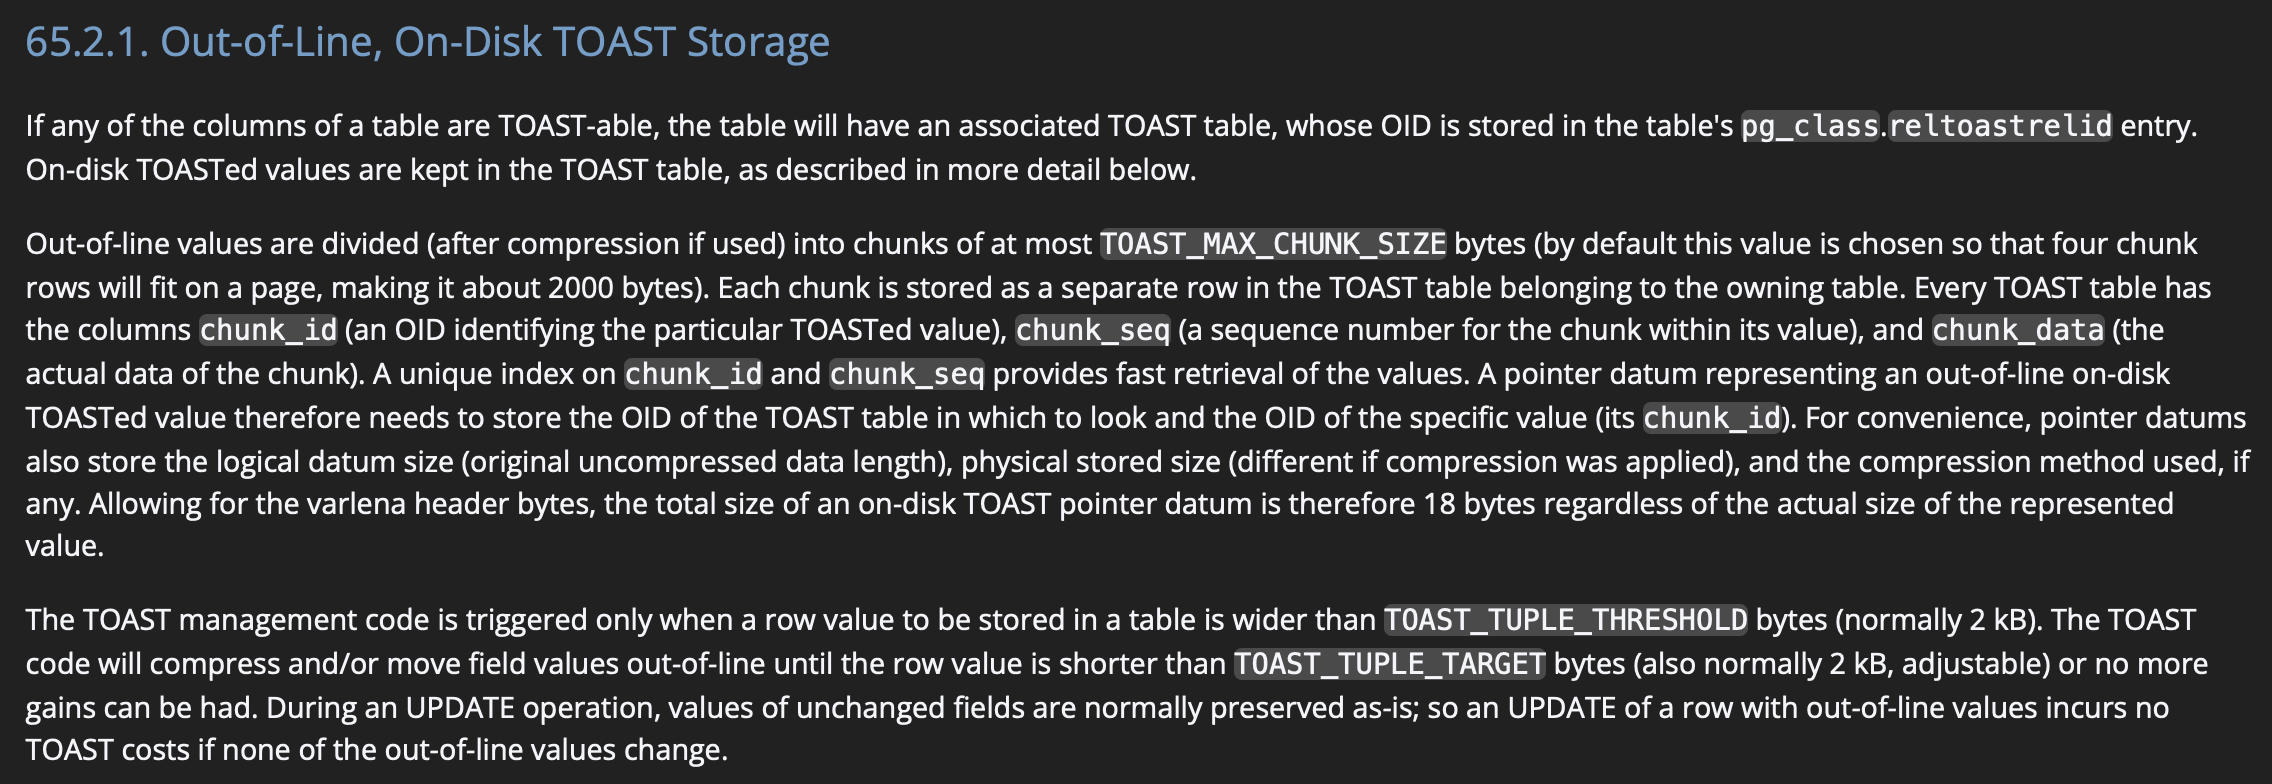 65.2.1. Out-of-Line, On-Disk TOAST Storage
If any of the columns of a table are TOAST-able, the table will have an associated TOAST table, whose OID is stored in the table's pg_class.reltoastrelid entry.
On-disk TOASTed values are kept in the TOAST table, as described in more detail below.
Out-of-line values are divided (after compression if used) into chunks of at most TOAST_MAX_CHUNK_SIZE bytes (by default this value is chosen so that four chunk
rows will fit on a page, making it about 2000 bytes). Each chunk is stored as a separate row in the TOAST table belonging to the owning table. Every TOAST table has
the columns chunk_id (an OID identifying the particular TOASTed value), chunk_seq (a sequence number for the chunk within its value), and chunk_data (the
actual data of the chunk). A unique index on chunk_id and chunk_seq provides fast retrieval of the values. A pointer datum representing an out-of-line on-disk
TOASTed value therefore needs to store the OID of the TOAST table in which to look and the OID of the specific value (its chunk_id). For convenience, pointer datums
also store the logical datum size (original uncompressed data length), physical stored size (different if compression was applied), and the compression method used, if
any. Allowing for the varlena header bytes, the total size of an on-disk TOAST pointer datum is therefore 18 bytes regardless of the actual size of the represented
value.
The TOAST management code is triggered only when a row value to be stored in a table is wider than TOAST_TUPLE_THRESHOLD bytes (normally 2 kB). The TOAST
code will compress and/or move field values out-of-line until the row value is shorter than TOAST_TUPLE_TARGET bytes (also normally 2 kB, adjustable) or no more
gains can be had. During an UPDATE operation, values of unchanged fields are normally preserved as-is; so an UPDATE of a row with out-of-line values incurs no
TOAST costs if none of the out-of-line values change.